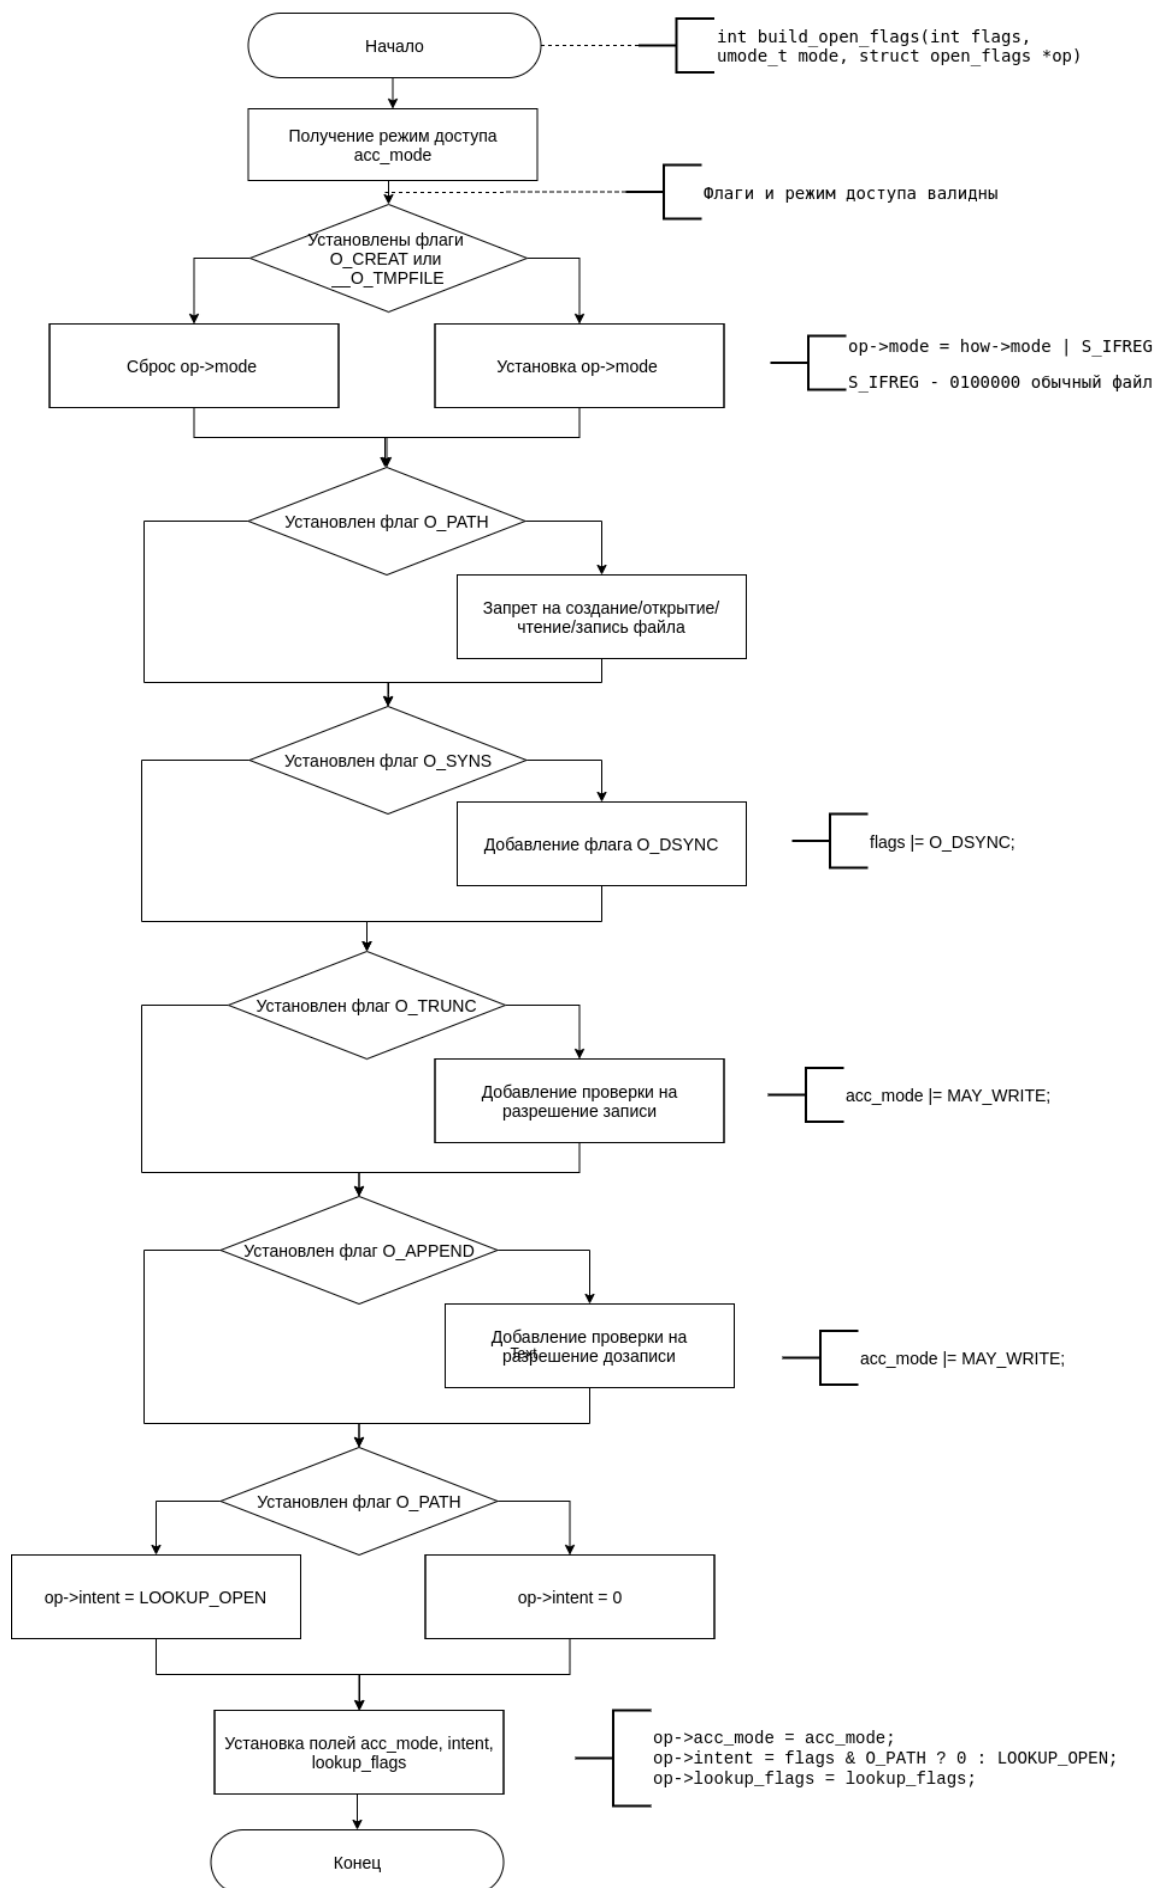 Начало
int build_open_flags(int flags,
umode_t mode, struct open_flags *op)
Получение режим доступа
acc_mode
Флаги и режим доступа валидны
Установлены флаги
O_CREAT или
__O_TMPFILE
Сброс op->mode
Установка op->mode
op->mode = how->mode | S_IFREG
S_IFREG - 0100000 обычный файл
Установлен флаг O_PATH
Запрет на создание/открытие/
чтение/запись файла
Установлен флаг O_SYNS
Добавление флага O_DSYNC
flags |= O_DSYNC;
Установлен флаг O_TRUNC
Добавление проверки на
разрешение записи
acc_mode |= MAY_WRITE;
Установлен флаг O_APPEND
Добавление проверки на
Text
разрешение дозаписи
acc_mode |= MAY_WRITE;
Установлен флаг O_PATH
op->intent = LOOKUP_OPEN
op->intent = 0
Установка полей acc_mode, intent,
lookup_flags
op->acc_mode = acc_mode;
op->intent = flags & O_PATH ? 0 : LOOKUP_OPEN;
op->lookup_flags = lookup_flags;
Конец